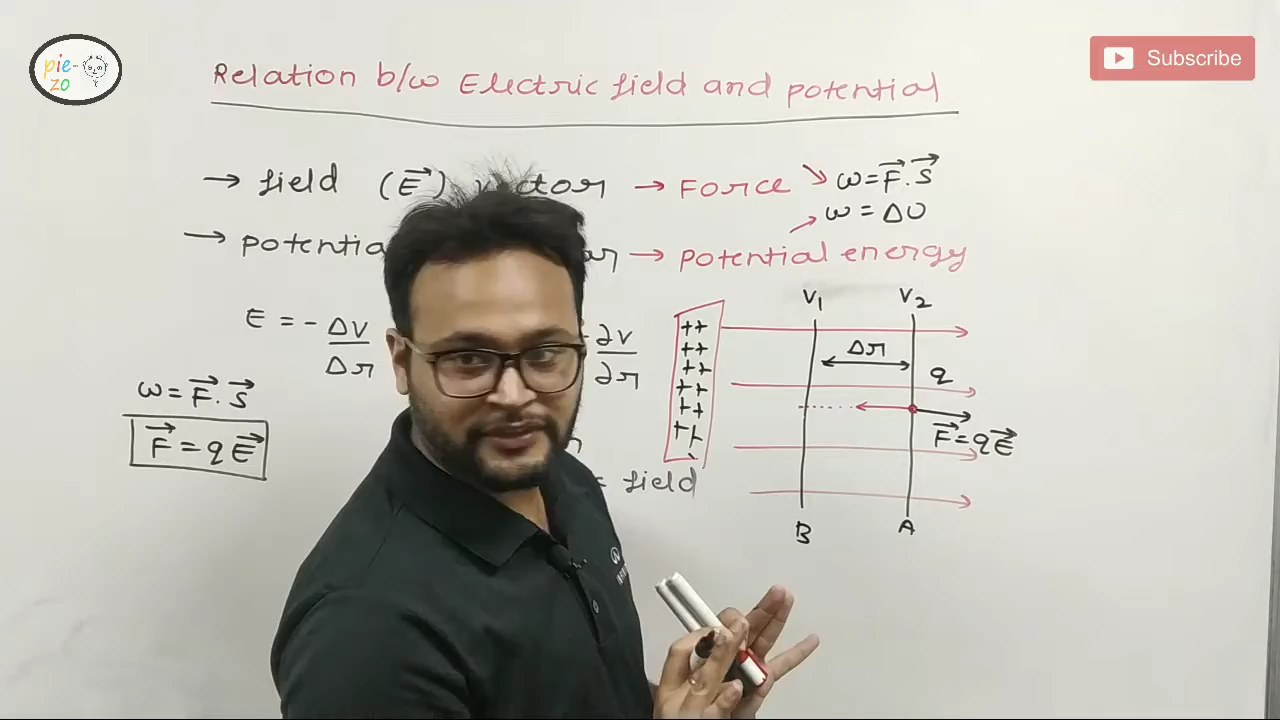 pie-
zo
Subscribe
Relation b/w Electric field and potential
→ field (E⃗) vector → Force ↘ w = F⃗.S⃗
↗ w = ΔU
→ potentia → potential energy
E = - ΔV/Δr ∂V/∂r
w = F⃗.S⃗
F⃗ = qE⃗
= field
++
++
++
++
++
++
V₁ V₂
Δr
q
F⃗ = qE⃗
B A